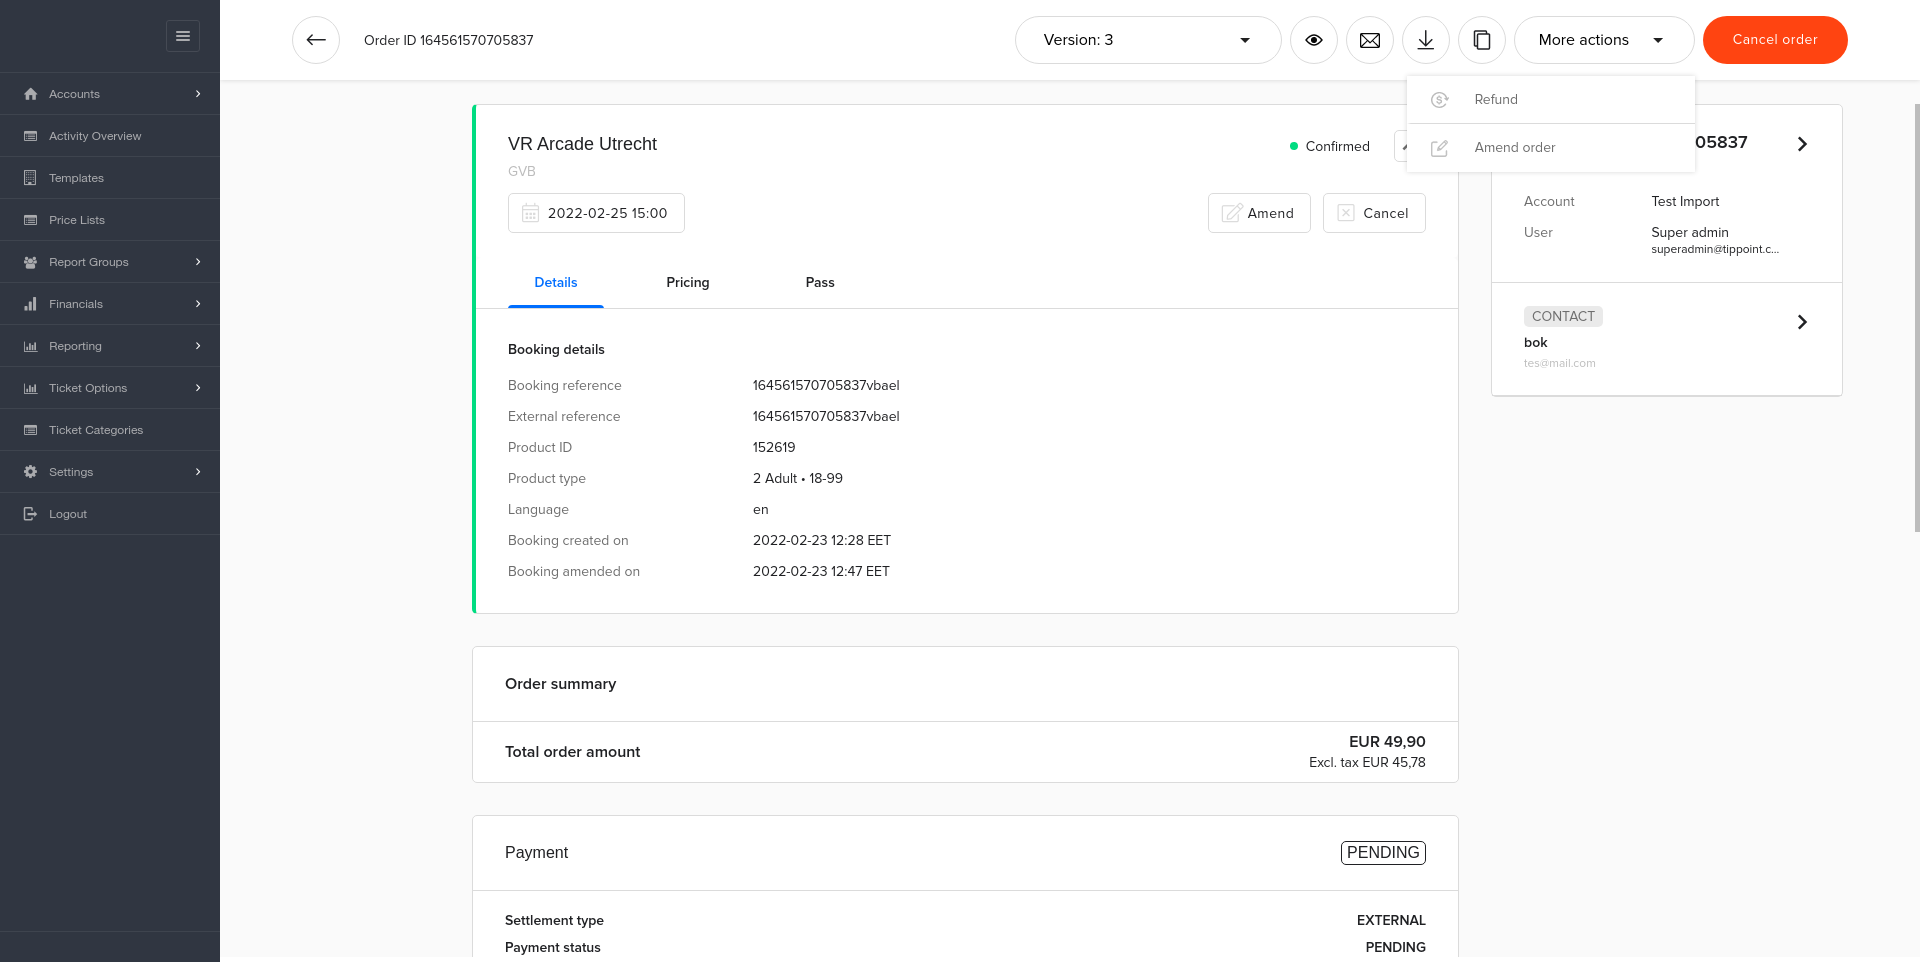 Accounts
Activity Overview
Templates
Price Lists
Report Groups
Financials
Reporting
Ticket Options
Ticket Categories
Settings
Logout
Order ID 164561570705837
Version: 3
More actions
Cancel order
Refund
Amend order
VR Arcade Utrecht
GVB
Confirmed
2022-02-25 15:00
Amend
Cancel
Details
Pricing
Pass
Booking details
Booking reference 164561570705837vbael
External reference 164561570705837vbael
Product ID 152619
Product type 2 Adult • 18-99
Language en
Booking created on 2022-02-23 12:28 EET
Booking amended on 2022-02-23 12:47 EET
Order summary
Total order amount
EUR 49,90
Excl. tax EUR 45,78
Payment
PENDING
Settlement type EXTERNAL
Payment status PENDING
05837
Account Test Import
User Super admin
superadmin@tippoint.c...
CONTACT
bok
tes@mail.com